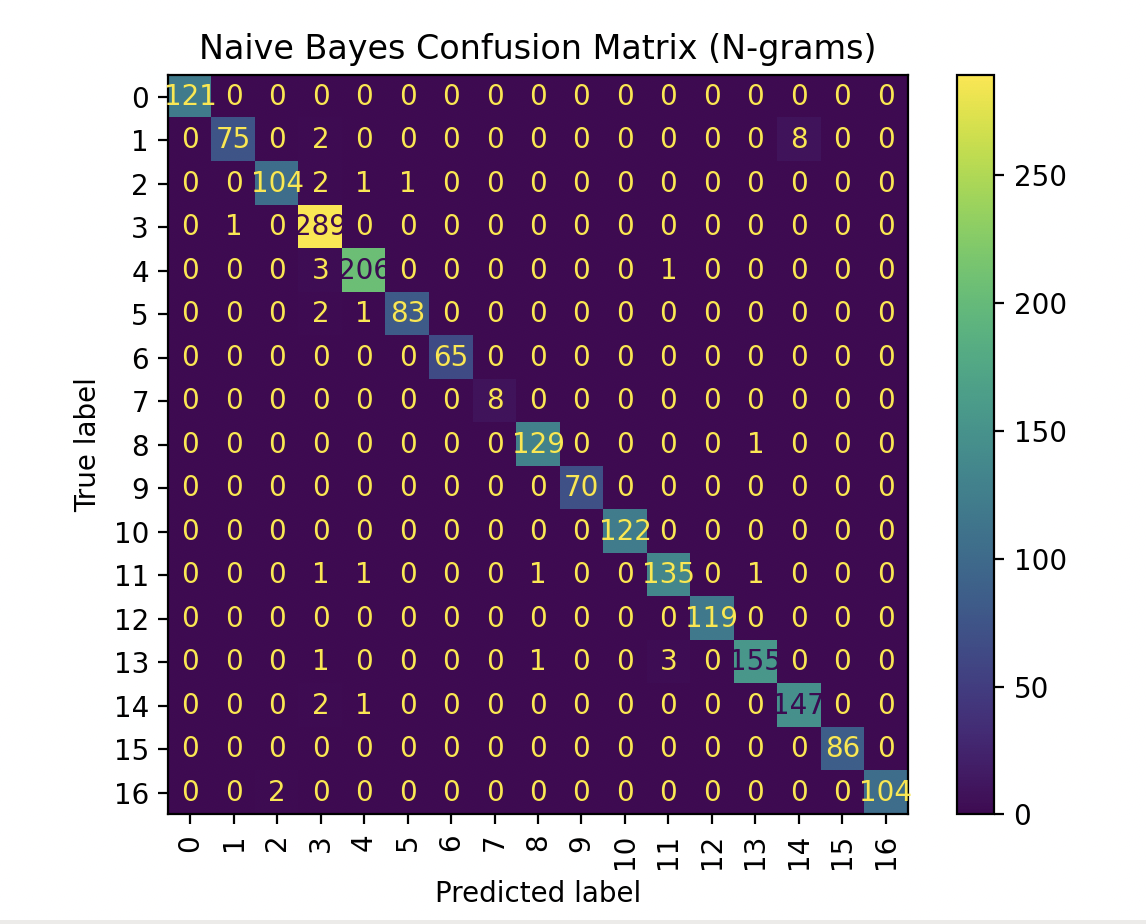 Naive Bayes Confusion Matrix (N-grams)
0 121 0 0 0 0 0 0 0 0 0 0 0 0 0 0 0 0
1 0 75 0 2 0 0 0 0 0 0 0 0 0 0 8 0 0
2 0 0 104 2 1 1 0 0 0 0 0 0 0 0 0 0 0
3 0 1 0 289 0 0 0 0 0 0 0 0 0 0 0 0 0
4 0 0 0 3 206 0 0 0 0 0 0 1 0 0 0 0 0
5 0 0 0 2 1 83 0 0 0 0 0 0 0 0 0 0 0
6 0 0 0 0 0 0 65 0 0 0 0 0 0 0 0 0 0
7 0 0 0 0 0 0 0 8 0 0 0 0 0 0 0 0 0
8 0 0 0 0 0 0 0 0 129 0 0 0 0 1 0 0 0
9 0 0 0 0 0 0 0 0 0 70 0 0 0 0 0 0 0
10 0 0 0 0 0 0 0 0 0 0 122 0 0 0 0 0 0
11 0 0 0 1 1 0 0 0 1 0 0 135 0 1 0 0 0
12 0 0 0 0 0 0 0 0 0 0 0 0 119 0 0 0 0
13 0 0 0 1 0 0 0 0 1 0 0 3 0 155 0 0 0
14 0 0 0 2 1 0 0 0 0 0 0 0 0 0 147 0 0
15 0 0 0 0 0 0 0 0 0 0 0 0 0 0 0 86 0
16 0 0 2 0 0 0 0 0 0 0 0 0 0 0 0 0 104
0 1 2 3 4 5 6 7 8 9 10 11 12 13 14 15 16
True label
Predicted label
250
200
150
100
50
0